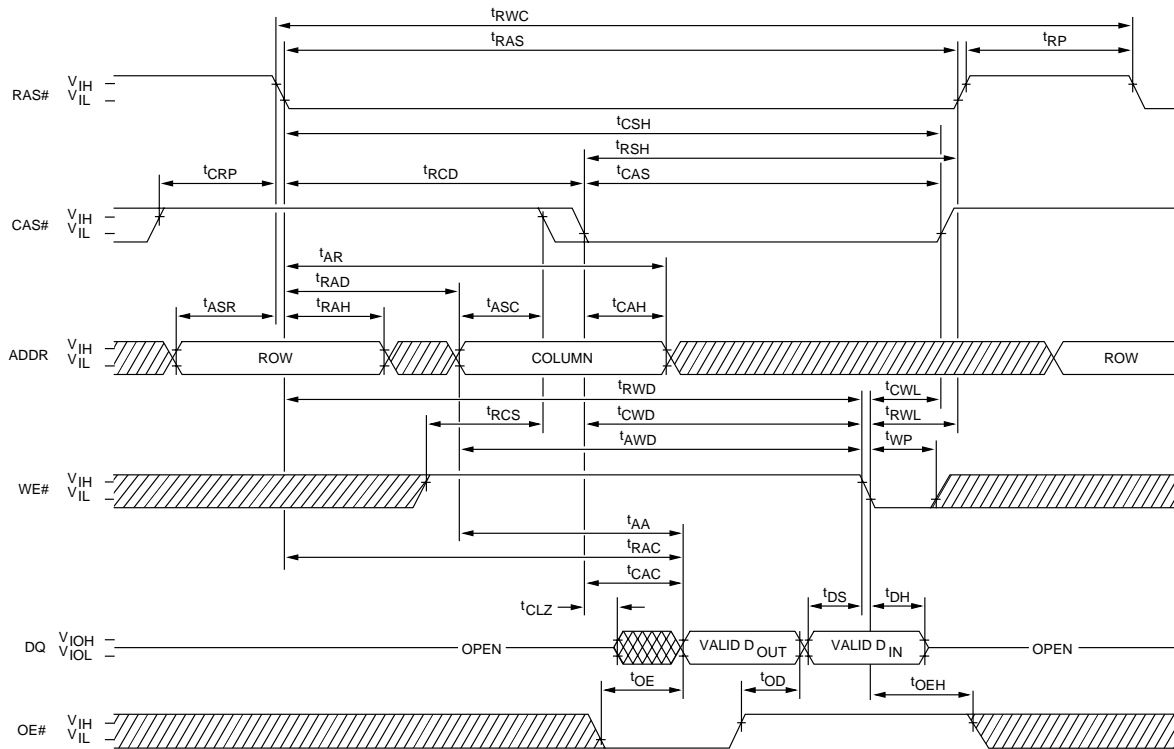 tRWC
tRAS
tRP
RAS# VIH
VIL
tCSH
tRSH
tCRP
tRCD
tCAS
CAS# VIH
VIL
tAR
tRAD
tASR
tRAH
tASC
tCAH
ADDR VIH
VIL
ROW
COLUMN
ROW
tRWD
tCWL
tRCS
tCWD
tRWL
tAWD
tWP
WE# VIH
VIL
tAA
tRAC
tCAC
tCLZ
tDS
tDH
DQ VIOH
VIOL
OPEN
VALID DOUT
VALID DIN
OPEN
tOE
tOD
tOEH
OE# VIH
VIL